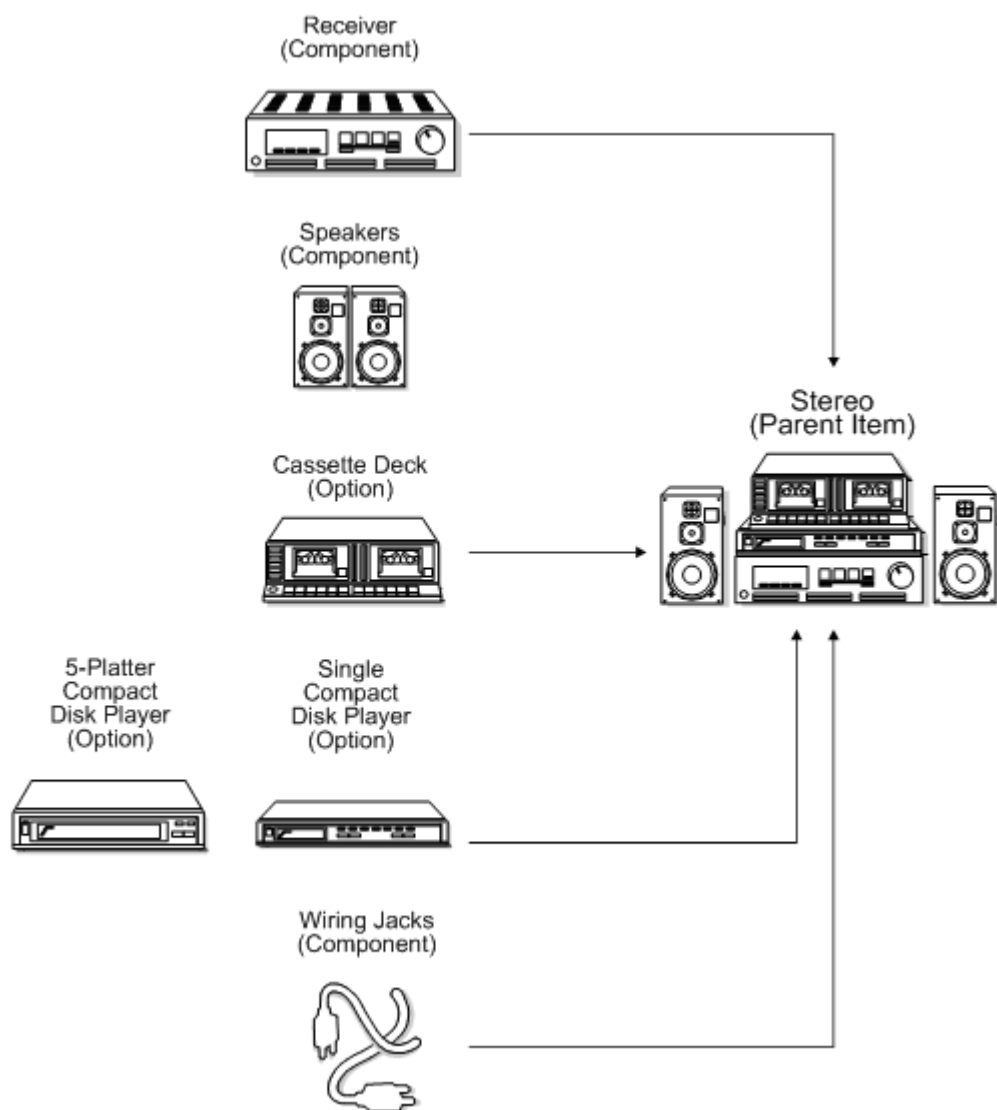 Receiver
(Component)
Speakers
(Component)
Stereo
(Parent Item)
Cassette Deck
(Option)
5-Platter
Compact
Disk Player
(Option)
Single
Compact
Disk Player
(Option)
Wiring Jacks
(Component)